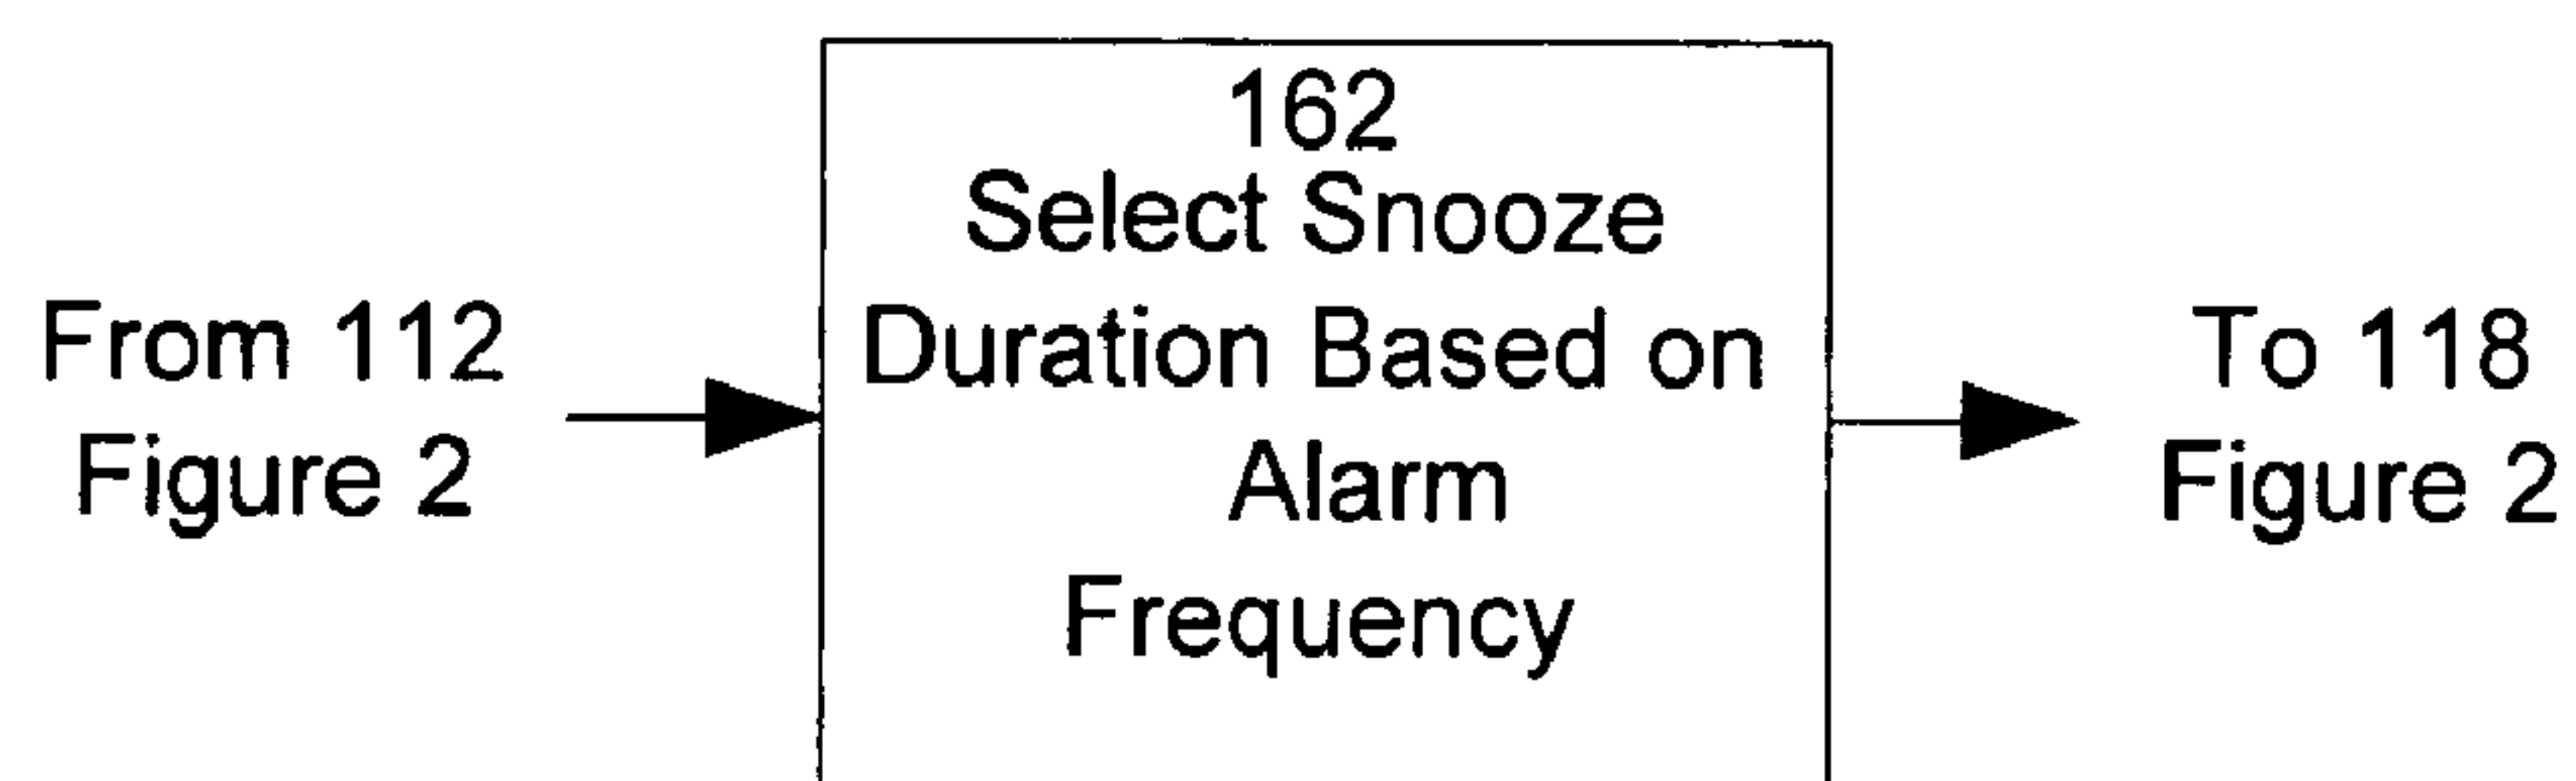 From 112
Figure 2
162
Select Snooze
Duration Based on
Alarm
Frequency
To 118
Figure 2